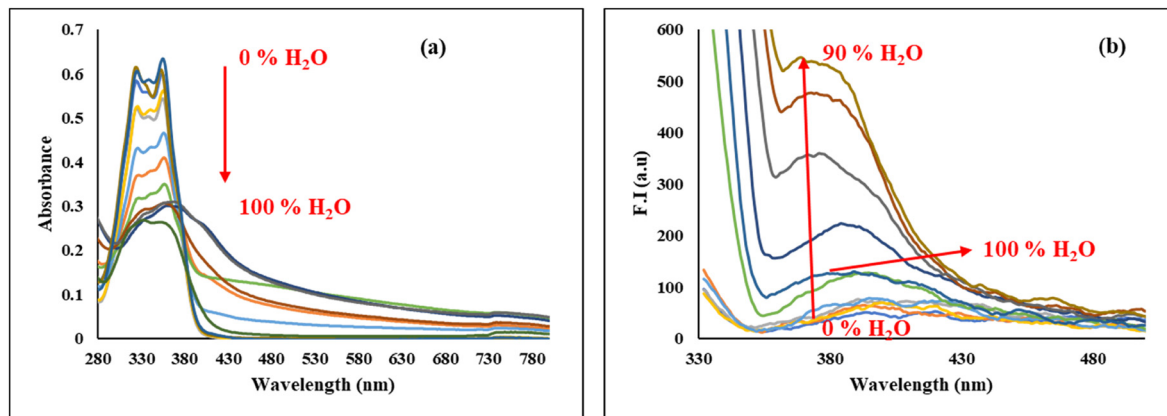 (a)
0 % H₂O
100 % H₂O
Absorbance
0.7
0.6
0.5
0.4
0.3
0.2
0.1
0
280 330 380 430 480 530 580 630 680 730 780
Wavelength (nm)
(b)
90 % H₂O
100 % H₂O
0 % H₂O
F.I (a.u)
600
500
400
300
200
100
0
332 380 430 480
Wavelength (nm)